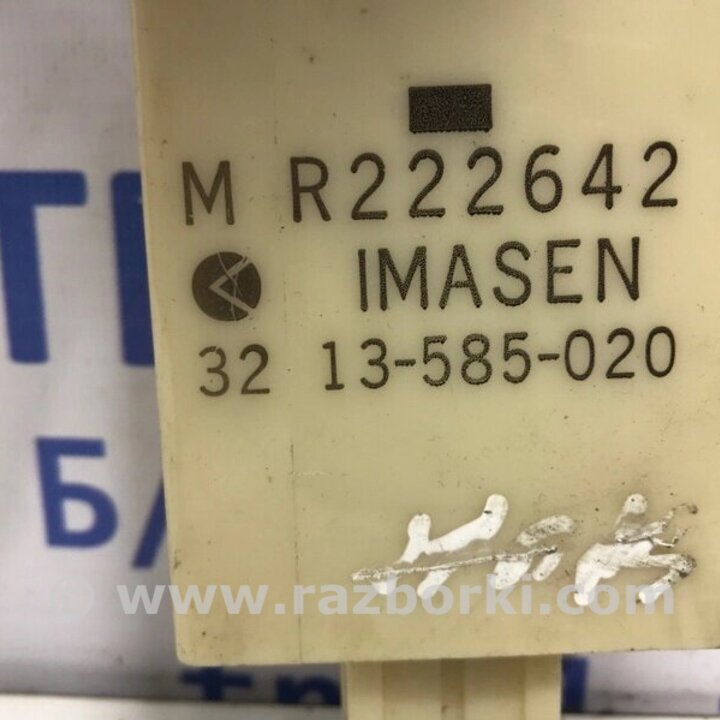 M R222642
IMASEN
32 13-585-020
Б/
www.razborki.com